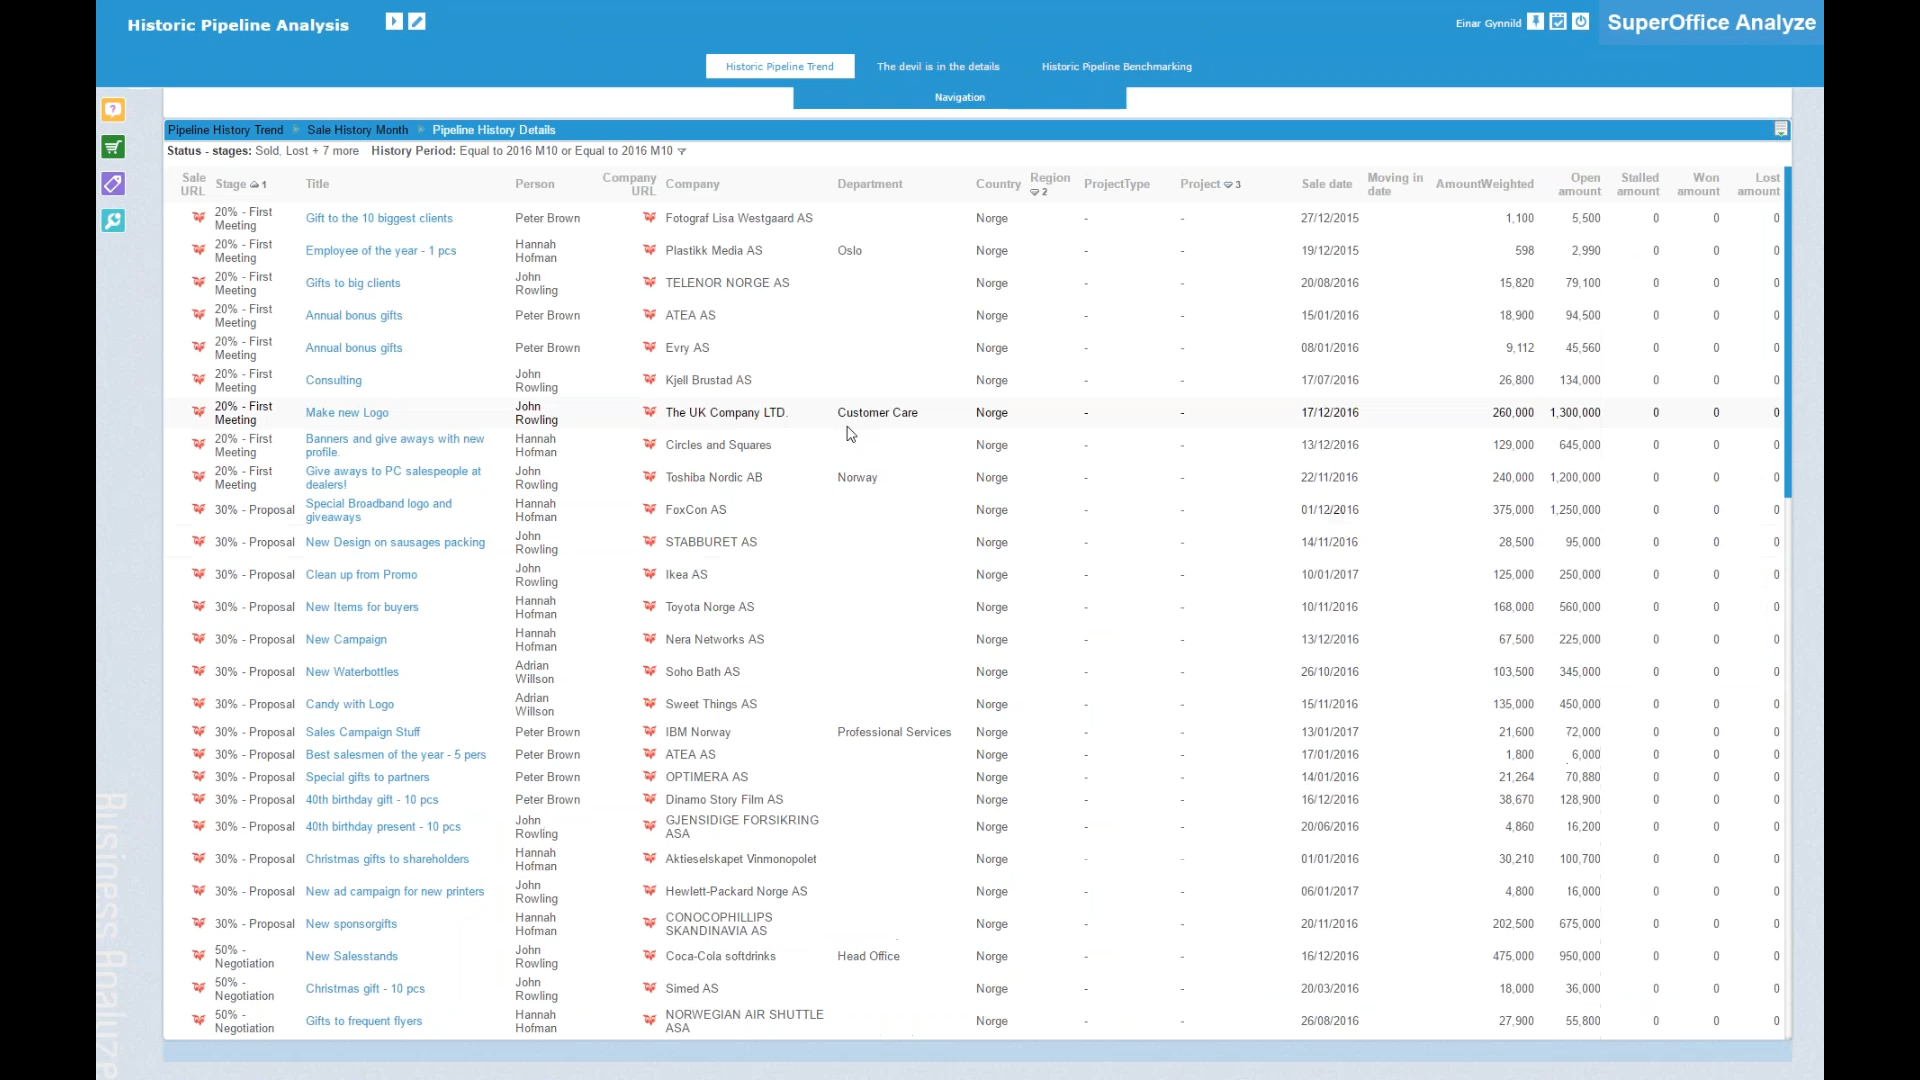 Historic Pipeline Analysis
Einar Gynnild
SuperOffice Analyze
Historic Pipeline Trend The devil is in the details Historic Pipeline Benchmarking
Navigation
Pipeline History Trend Sale History Month Pipeline History Details
Status - stages: Sold, Lost + 7 more History Period: Equal to 2016 M10 or Equal to 2016 M10
Sale URL Stage 1 Title Person Company URL Company Department Country Region 2 ProjectType Project 3 Sale date Moving in date AmountWeighted Open amount Stalled amount Won amount Lost amount
20% - First Meeting Gift to the 10 biggest clients Peter Brown Fotograf Lisa Westgaard AS Norge - - 27/12/2015 1,100 5,500 0 0 0
20% - First Meeting Employee of the year - 1 pcs Hannah Hofman Plastikk Media AS Oslo Norge - - 19/12/2015 598 2,990 0 0 0
20% - First Meeting Gifts to big clients John Rowling TELENOR NORGE AS Norge - - 20/08/2016 15,820 79,100 0 0 0
20% - First Meeting Annual bonus gifts Peter Brown ATEA AS Norge - - 15/01/2016 18,900 94,500 0 0 0
20% - First Meeting Annual bonus gifts Peter Brown Evry AS Norge - - 08/01/2016 9,112 45,560 0 0 0
20% - First Meeting Consulting John Rowling Kjell Brustad AS Norge - - 17/07/2016 26,800 134,000 0 0 0
20% - First Meeting Make new Logo John Rowling The UK Company LTD. Customer Care Norge - - 17/12/2016 260,000 1,300,000 0 0 0
20% - First Meeting Banners and give aways with new profile. Hannah Hofman Circles and Squares Norge - - 13/12/2016 129,000 645,000 0 0 0
20% - First Meeting Give aways to PC salespeople at dealers! John Rowling Toshiba Nordic AB Norway Norge - - 22/11/2016 240,000 1,200,000 0 0 0
30% - Proposal Special Broadband logo and giveaways Hannah Hofman FoxCon AS Norge - - 01/12/2016 375,000 1,250,000 0 0 0
30% - Proposal New Design on sausages packing John Rowling STABBURET AS Norge - - 14/11/2016 28,500 95,000 0 0 0
30% - Proposal Clean up from Promo John Rowling Ikea AS Norge - - 10/01/2017 125,000 250,000 0 0 0
30% - Proposal New Items for buyers Hannah Hofman Toyota Norge AS Norge - - 10/11/2016 168,000 560,000 0 0 0
30% - Proposal New Campaign Hannah Hofman Nera Networks AS Norge - - 13/12/2016 67,500 225,000 0 0 0
30% - Proposal New Waterbottles Adrian Willson Soho Bath AS Norge - - 26/10/2016 103,500 345,000 0 0 0
30% - Proposal Candy with Logo Adrian Willson Sweet Things AS Norge - - 15/11/2016 135,000 450,000 0 0 0
30% - Proposal Sales Campaign Stuff Peter Brown IBM Norway Professional Services Norge - - 13/01/2017 21,600 72,000 0 0 0
30% - Proposal Best salesmen of the year - 5 pers Peter Brown ATEA AS Norge - - 17/01/2016 1,800 6,000 0 0 0
30% - Proposal Special gifts to partners Peter Brown OPTIMERA AS Norge - - 14/01/2016 21,264 70,880 0 0 0
30% - Proposal 40th birthday gift - 10 pcs Peter Brown Dinamo Story Film AS Norge - - 16/12/2016 38,670 128,900 0 0 0
30% - Proposal 40th birthday present - 10 pcs John Rowling GJENSIDIGE FORSIKRING ASA Norge - - 20/06/2016 4,860 16,200 0 0 0
30% - Proposal Christmas gifts to shareholders Hannah Hofman Aktieselskapet Vinmonopolet Norge - - 01/01/2016 30,210 100,700 0 0 0
30% - Proposal New ad campaign for new printers John Rowling Hewlett-Packard Norge AS Norge - - 06/01/2017 4,800 16,000 0 0 0
30% - Proposal New sponsorgifts Hannah Hofman CONOCOPHILLIPS SKANDINAVIA AS Norge - - 20/11/2016 202,500 675,000 0 0 0
50% - Negotiation New Salesstands John Rowling Coca-Cola softdrinks Head Office Norge - - 16/12/2016 475,000 950,000 0 0 0
50% - Negotiation Christmas gift - 10 pcs John Rowling Simed AS Norge - - 20/03/2016 18,000 36,000 0 0 0
50% - Negotiation Gifts to frequent flyers Hannah Hofman NORWEGIAN AIR SHUTTLE ASA Norge - - 26/08/2016 27,900 55,800 0 0 0
Business Analyze